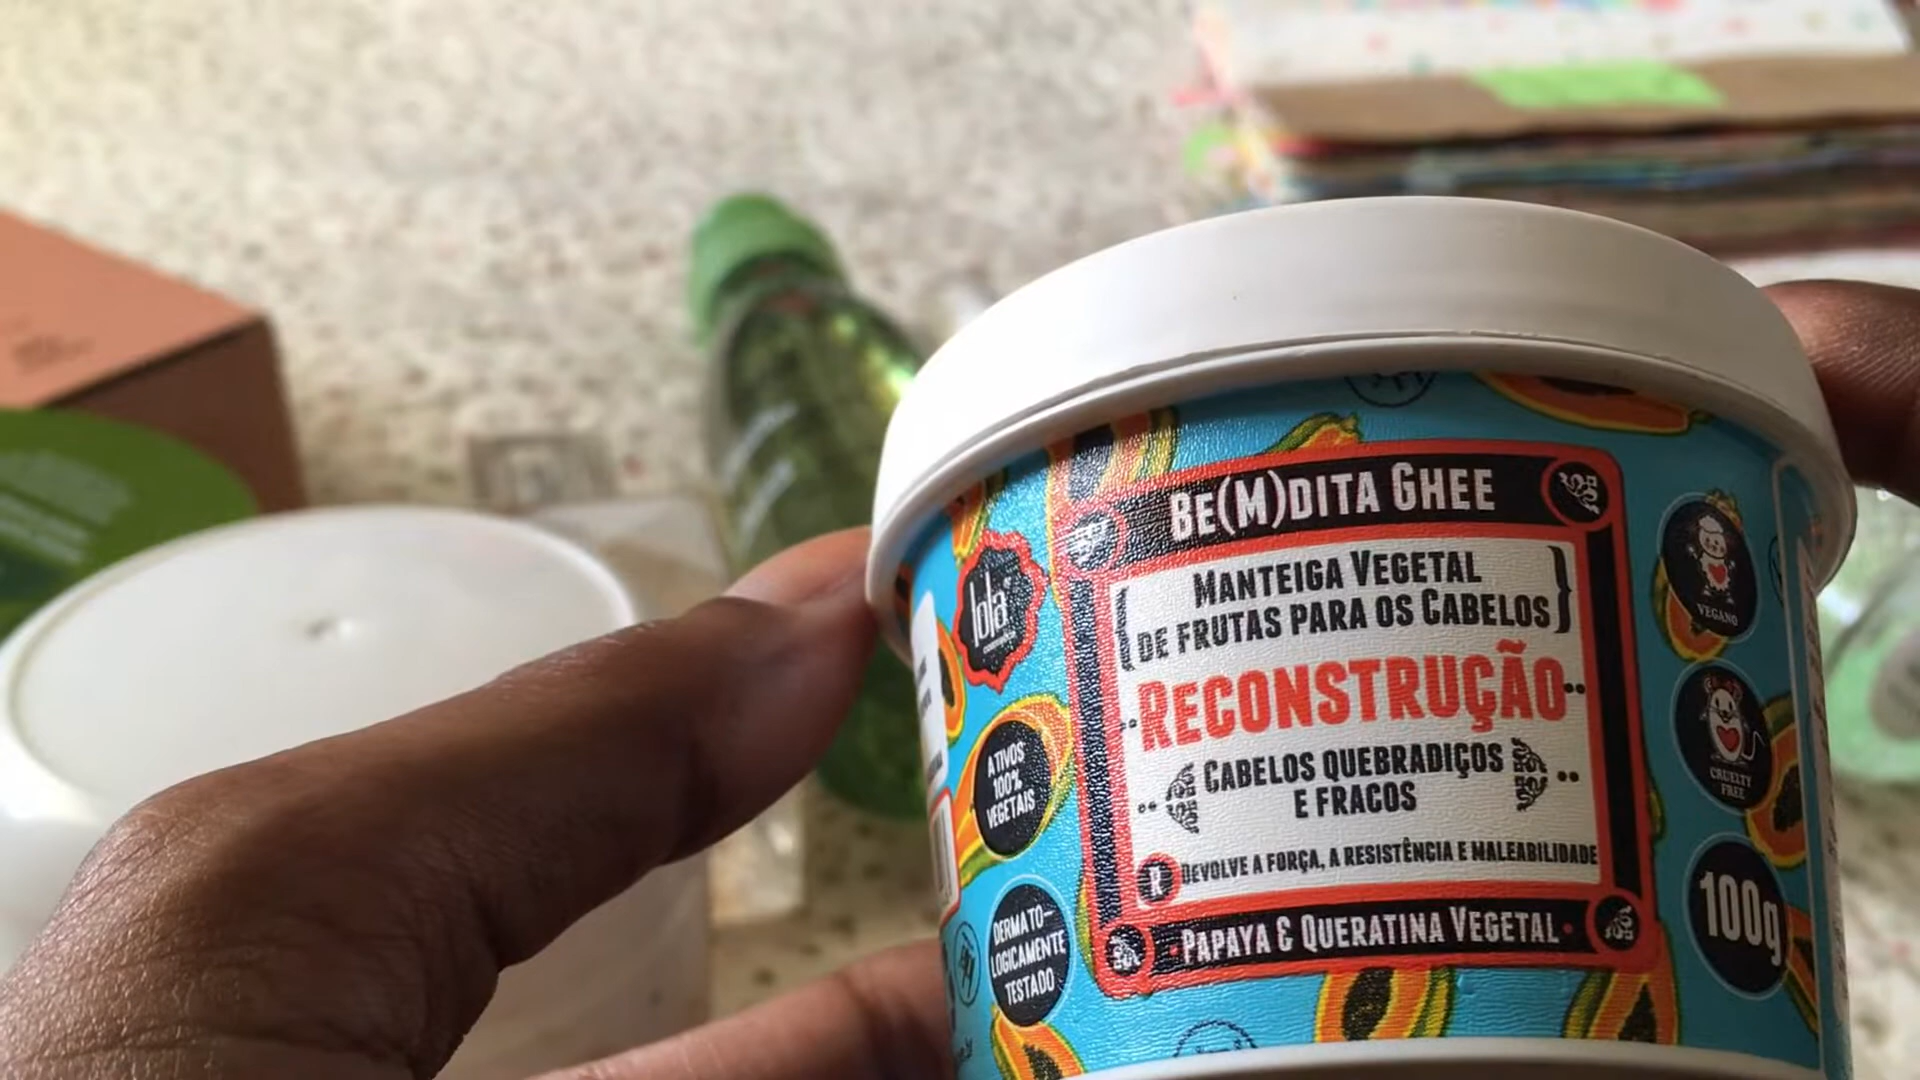 Be(m)dita Ghee
Manteiga Vegetal
de frutas para os Cabelos
Reconstrução
Cabelos quebradiços
e fracos
R Devolve a força, a resistência e maleabilidade
Papaya & Queratina Vegetal
lola
Ativos
100%
vegetais
Dermato-
logicamente
testado
Vegano
Cruelty
Free
100g